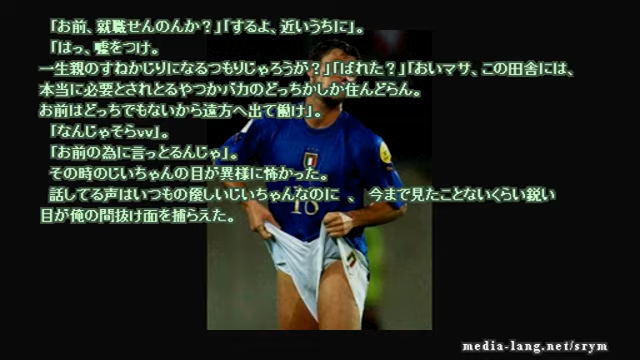 「お前、就職せんのんか？」「するよ、近いうちに」。
「はっ、嘘をつけ。
一生親のすねかじりになるつもりじゃろうが？」「ばれた？」「おいマサ、この田舎には、
本当に必要とされとるやつかバカのどっちかしか住んどらん。
お前はどっちでもないから遠方へ出て働け」。
「なんじゃそらvv」。
「お前の為に言っとるんじゃ」。
その時のじいちゃんの目が異様に怖かった。
話してる声はいつもの優しいじいちゃんなのに 、 今まで見たことないくらい鋭い
目が俺の間抜け面を捕らえた。
16
media-lang.net/srym